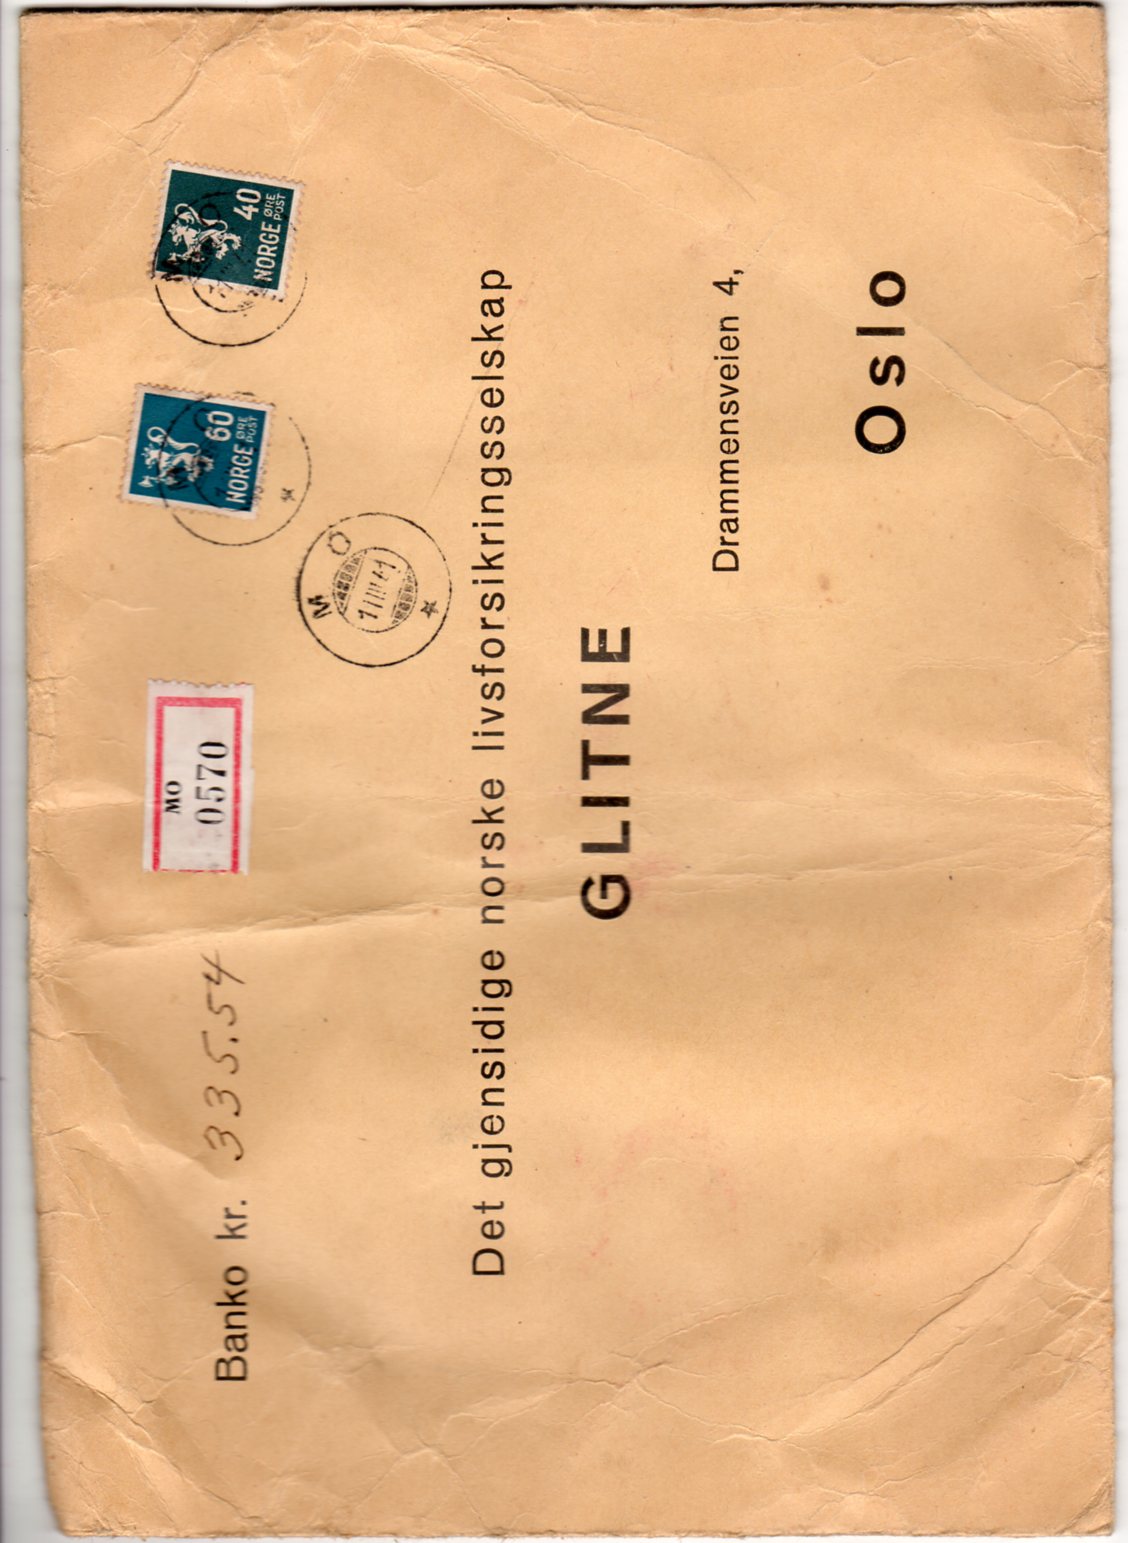 Banko kr. 335.54
MO
0570
60
ØRE
NORGE POST
40
ØRE
NORGE POST
MO
Det gjensidige norske livsforsikringsselskap
GLITNE
Drammensveien 4,
Oslo